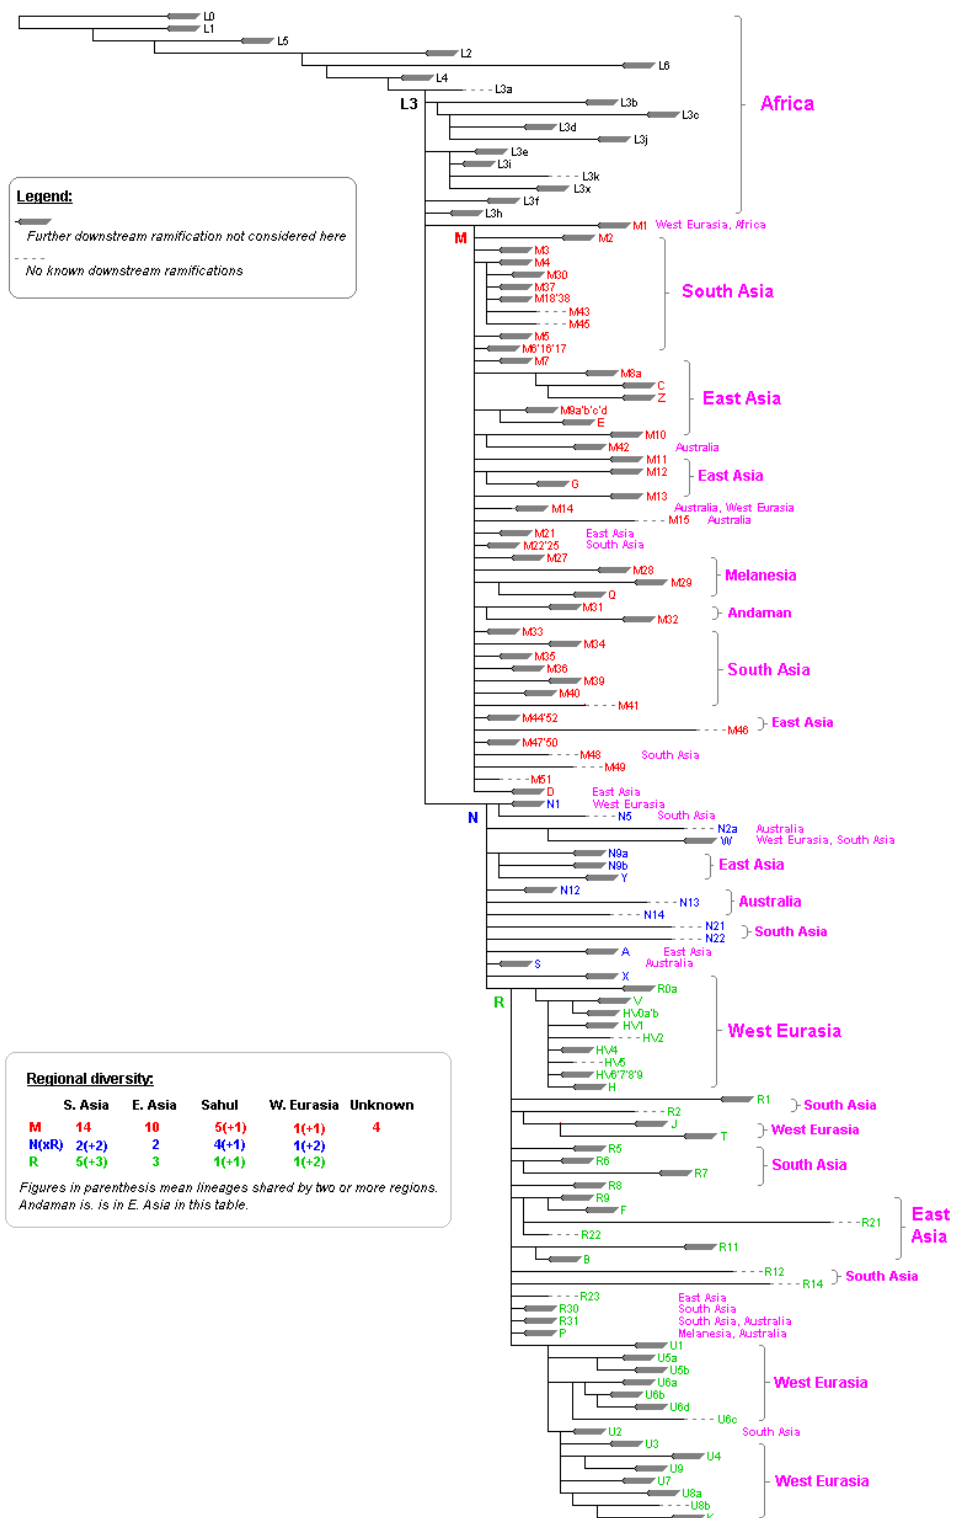 L0
L1
L5
L2
L6
L4
L3a
L3
L3b
Africa
L3c
L3d
L3j
L3e
L3i
L3k
L3x
L3f
L3h
Legend:
Further downstream ramification not considered here
No known downstream ramifications
M1 West Eurasia, Africa
M
M2
M3
M4
M30
M37
South Asia
M18'38
M43
M45
M5
M6'16'17
M7
M8a
C
Z
East Asia
M9a'b'c'd
E
M10
M42 Australia
M11
M12
East Asia
G
M13
M14 Australia, West Eurasia
M15 Australia
M21 East Asia
M22'25 South Asia
M27
M28
Melanesia
M29
Q
M31
Andaman
M32
M33
M34
M35
M36
South Asia
M39
M40
M41
M44'52
East Asia
M46
M47'50
M48 South Asia
M49
M51
D East Asia
N1 West Eurasia
N
N5 South Asia
N2a Australia
W West Eurasia, South Asia
N9a
N9b
East Asia
Y
N12
N13
Australia
N14
N21
South Asia
N22
A East Asia
S Australia
X
R0a
R
V
HV0a'b
HV1
West Eurasia
HV2
HV4
HV5
HV6'7'8'9
H
R1
South Asia
R2
J
West Eurasia
T
R5
R6
South Asia
R7
R8
R9
F
East
Asia
R21
R22
R11
B
R12
South Asia
R14
R23 East Asia
R30 South Asia
R31 South Asia, Australia
P Melanesia, Australia
U1
U5a
U5b
West Eurasia
U6a
U6b
U6d
U6c
U2 South Asia
U3
U4
U9
West Eurasia
U7
U8a
U8b
K
Regional diversity:
S. Asia E. Asia Sahul W. Eurasia Unknown
M 14 10 5(+1) 1(+1) 4
N(xR) 2(+2) 2 4(+1) 1(+2)
R 5(+3) 3 1(+1) 1(+2)
Figures in parenthesis mean lineages shared by two or more regions.
Andaman is. is in E. Asia in this table.